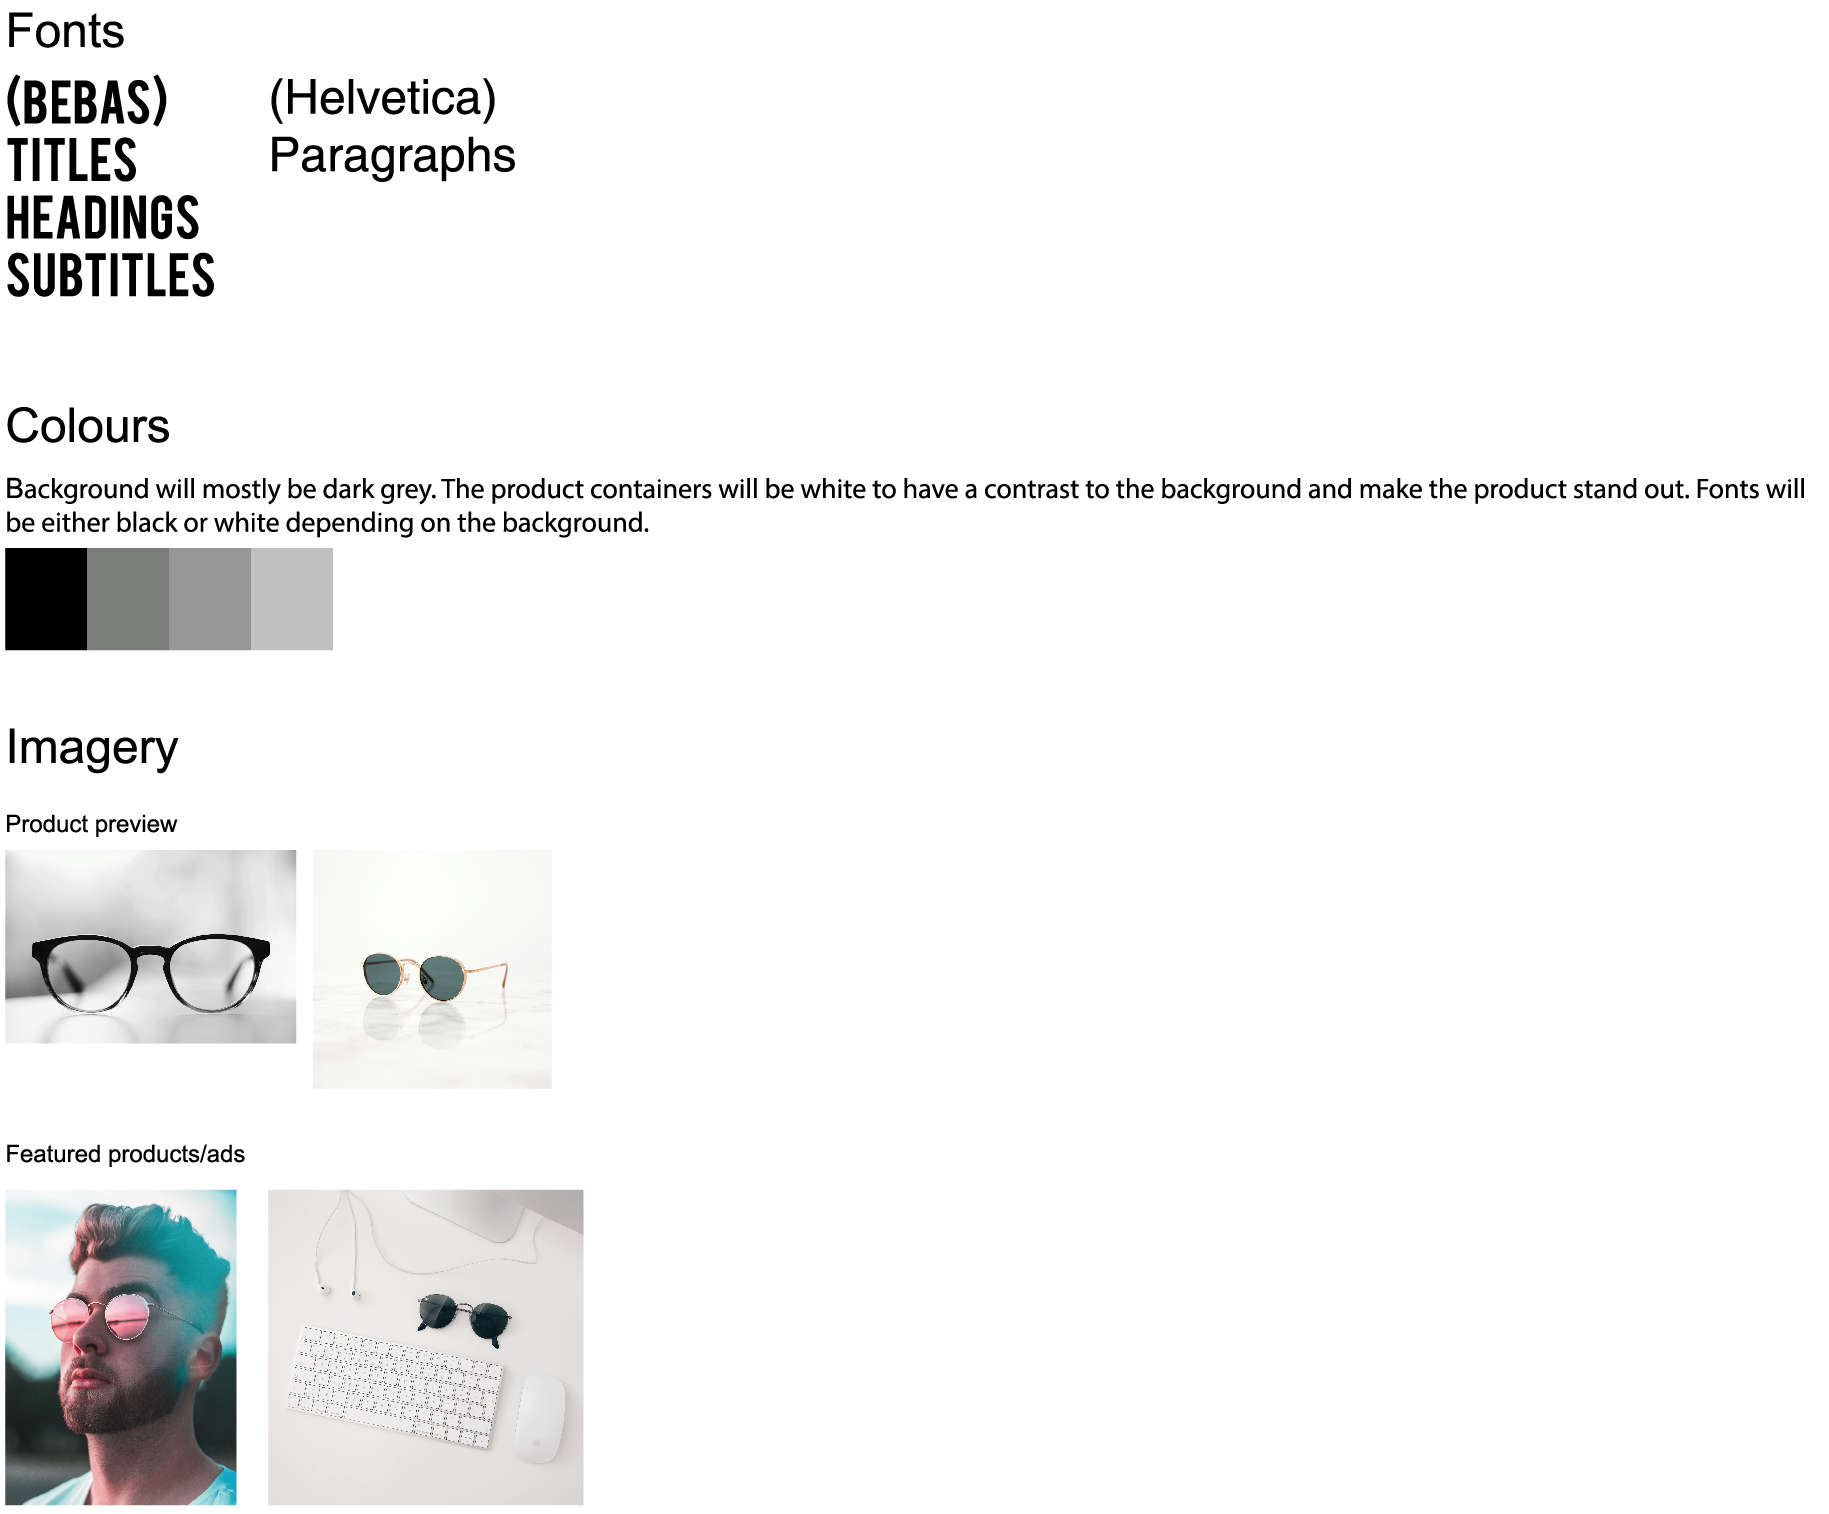 Fonts
(BEBAS)
TITLES
HEADINGS
SUBTITLES
(Helvetica)
Paragraphs
Colours
Background will mostly be dark grey. The product containers will be white to have a contrast to the background and make the product stand out. Fonts will
be either black or white depending on the background.
Imagery
Product preview
Featured products/ads